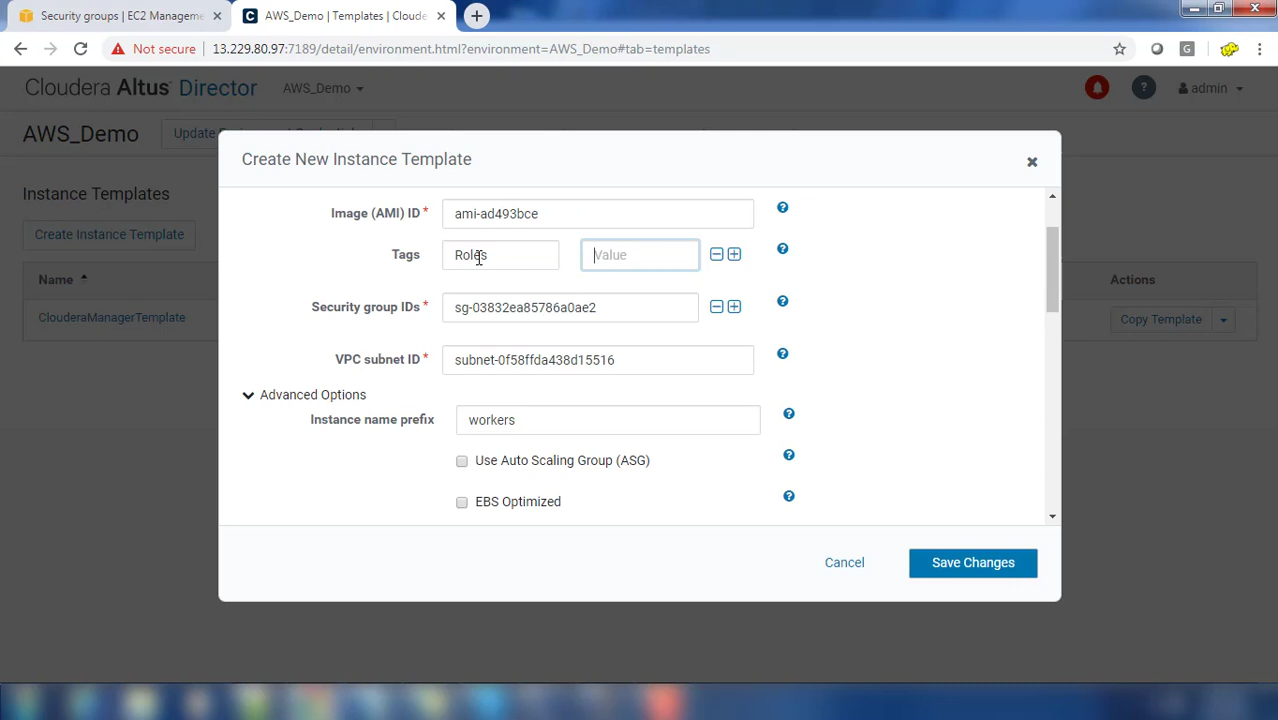 Security groups | EC2 Manageme
AWS_Demo | Templates | Cloude
Not secure 13.229.80.97:7189/detail/environment.html?environment=AWS_Demo#tab=templates
G
Cloudera Altus Director AWS_Demo
? admin
AWS_Demo
Create New Instance Template
Instance Templates
Image (AMI) ID * ami-ad493bce ?
Create Instance Template
Tags Roles Value ?
Name
Actions
Security group IDs * sg-03832ea85786a0ae2 ?
ClouderaManagerTemplate
Copy Template
VPC subnet ID * subnet-0f58ffda438d15516 ?
Advanced Options
Instance name prefix workers ?
Use Auto Scaling Group (ASG) ?
EBS Optimized ?
Cancel Save Changes